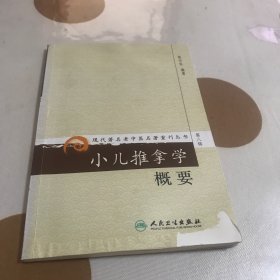 现代著名老中医名著重刊丛书
小儿推拿学
概要
人民卫生出版社